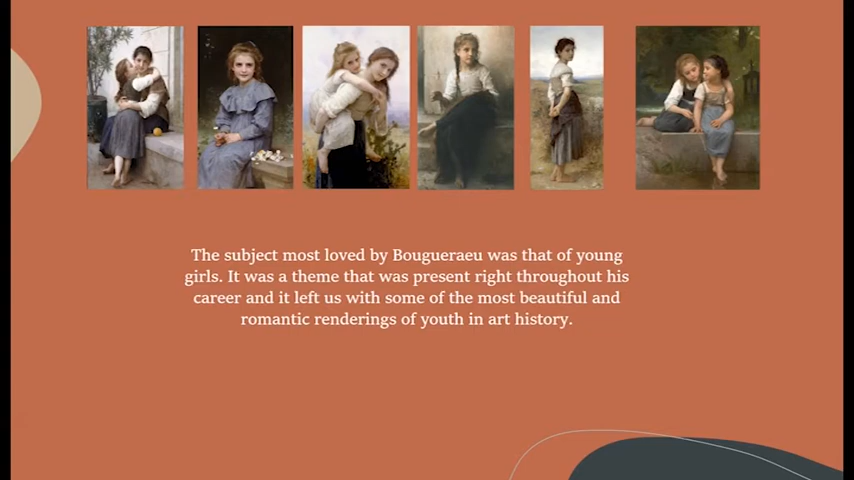 The subject most loved by Bougueraeu was that of young
girls. It was a theme that was present right throughout his
career and it left us with some of the most beautiful and
romantic renderings of youth in art history.